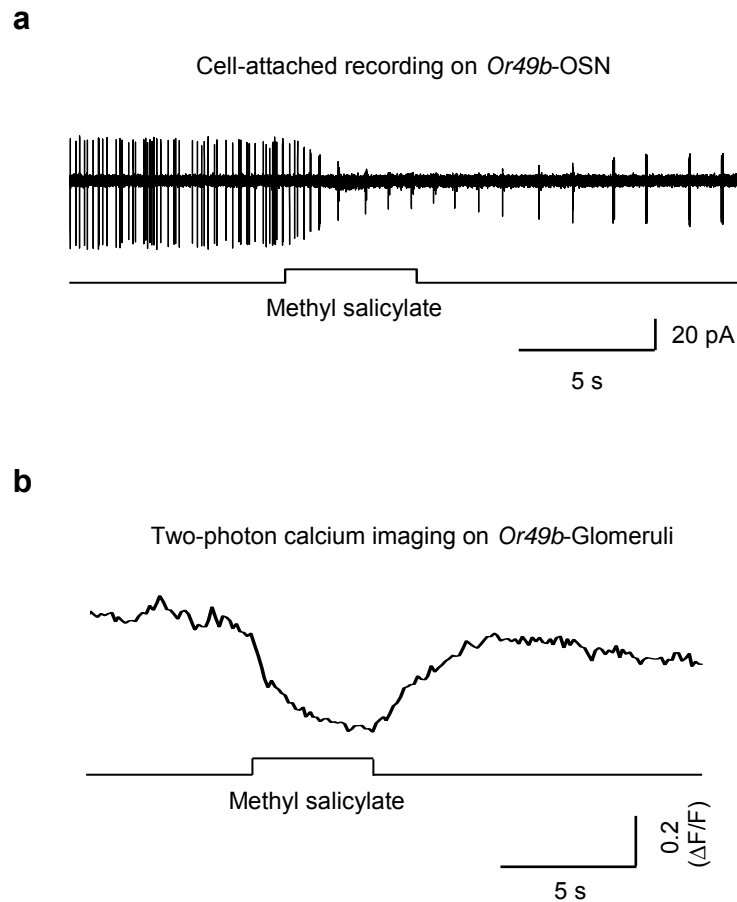 a
Cell-attached recording on Or49b-OSN
Methyl salicylate
20 pA
5 s
b
Two-photon calcium imaging on Or49b-Glomeruli
Methyl salicylate
0.2
(ΔF/F)
5 s